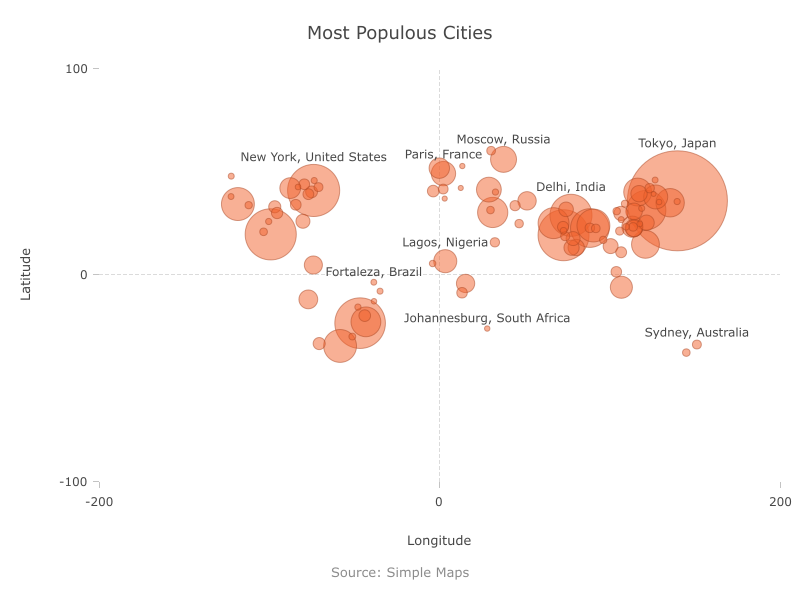 Most Populous Cities
100
Moscow, Russia
Tokyo, Japan
New York, United States
Paris, France
Delhi, India
Lagos, Nigeria
Latitude
0
Fortaleza, Brazil
Johannesburg, South Africa
Sydney, Australia
-100
-200
0
200
Longitude
Source: Simple Maps